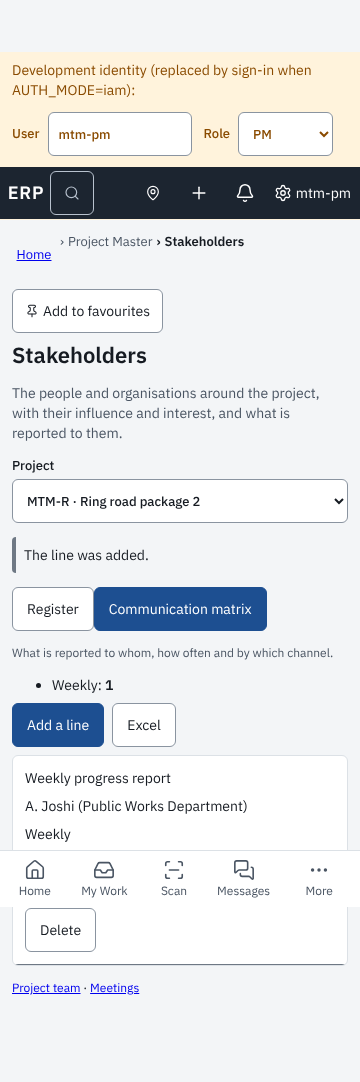 Development identity (replaced by sign-in when
AUTH_MODE=iam):
User mtm-pm Role PM
ERP mtm-pm
Home › Project Master › Stakeholders
Add to favourites
Stakeholders
The people and organisations around the project,
with their influence and interest, and what is
reported to them.
Project
MTM-R · Ring road package 2
The line was added.
Register Communication matrix
What is reported to whom, how often and by which channel.
• Weekly: 1
Add a line Excel
Weekly progress report
A. Joshi (Public Works Department)
Weekly
Home My Work Scan Messages More
Delete
Project team · Meetings